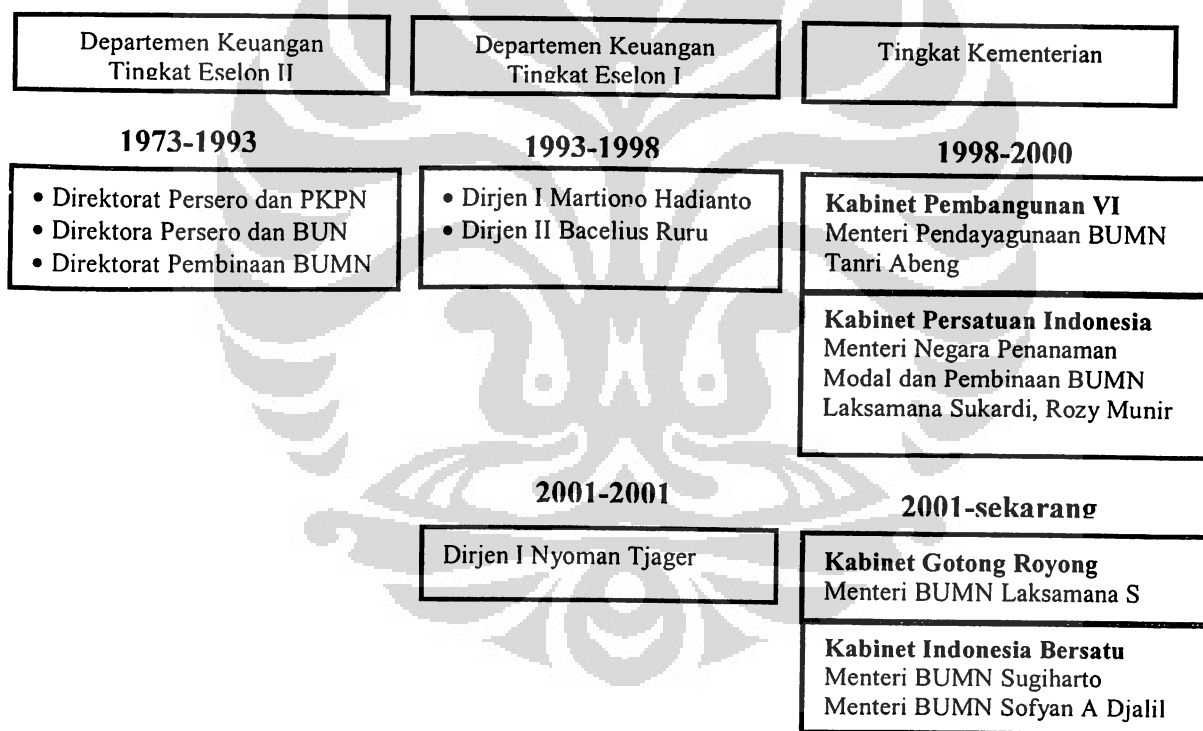 Departemen Keuangan
Tingkat Eselon II
Departemen Keuangan
Tingkat Eselon I
Tingkat Kementerian
1973-1993
• Direktorat Persero dan PKPN
• Direktora Persero dan BUN
• Direktorat Pembinaan BUMN
1993-1998
• Dirjen I Martiono Hadianto
• Dirjen II Bacelius Ruru
1998-2000
Kabinet Pembangunan VI
Menteri Pendayagunaan BUMN
Tanri Abeng
Kabinet Persatuan Indonesia
Menteri Negara Penanaman
Modal dan Pembinaan BUMN
Laksamana Sukardi, Rozy Munir
2001-2001
Dirjen I Nyoman Tjager
2001-sekarang
Kabinet Gotong Royong
Menteri BUMN Laksamana S
Kabinet Indonesia Bersatu
Menteri BUMN Sugiharto
Menteri BUMN Sofyan A Djalil